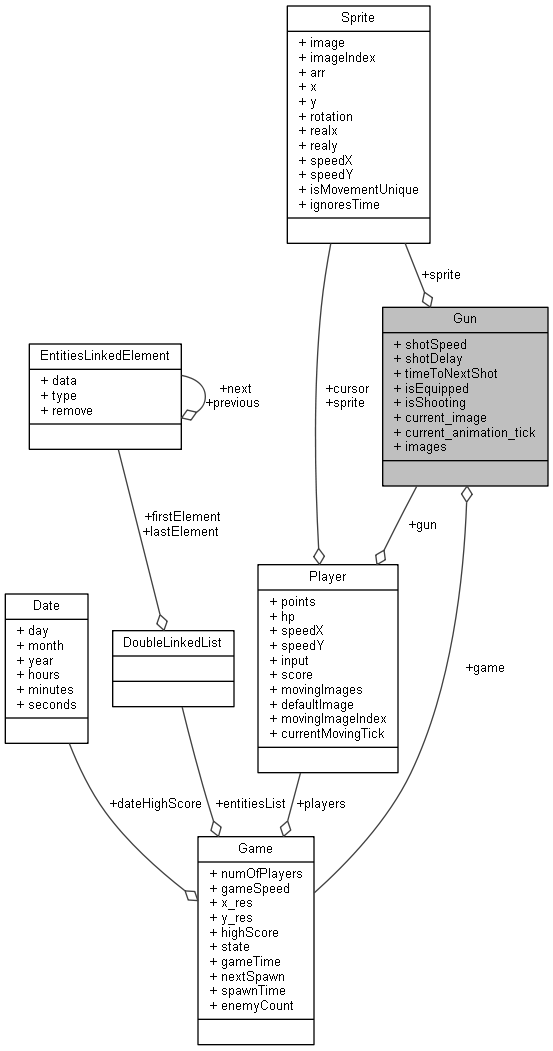 Sprite
+ image
+ imageIndex
+ arr
+ x
+ y
+ rotation
+ realx
+ realy
+ speedX
+ speedY
+ isMovementUnique
+ ignoresTime
+sprite
Gun
+ shotSpeed
+ shotDelay
+ timeToNextShot
+ isEquipped
+ isShooting
+ current_image
+ current_animation_tick
+ images
EntitiesLinkedElement
+ data
+ type
+ remove
+next
+previous
+cursor
+sprite
+firstElement
+lastElement
+gun
Player
+ points
+ hp
+ speedX
+ speedY
+ input
+ score
+ movingImages
+ defaultImage
+ movingImageIndex
+ currentMovingTick
Date
+ day
+ month
+ year
+ hours
+ minutes
+ seconds
DoubleLinkedList
+game
+dateHighScore
+entitiesList
+players
Game
+ numOfPlayers
+ gameSpeed
+ x_res
+ y_res
+ highScore
+ state
+ gameTime
+ nextSpawn
+ spawnTime
+ enemyCount